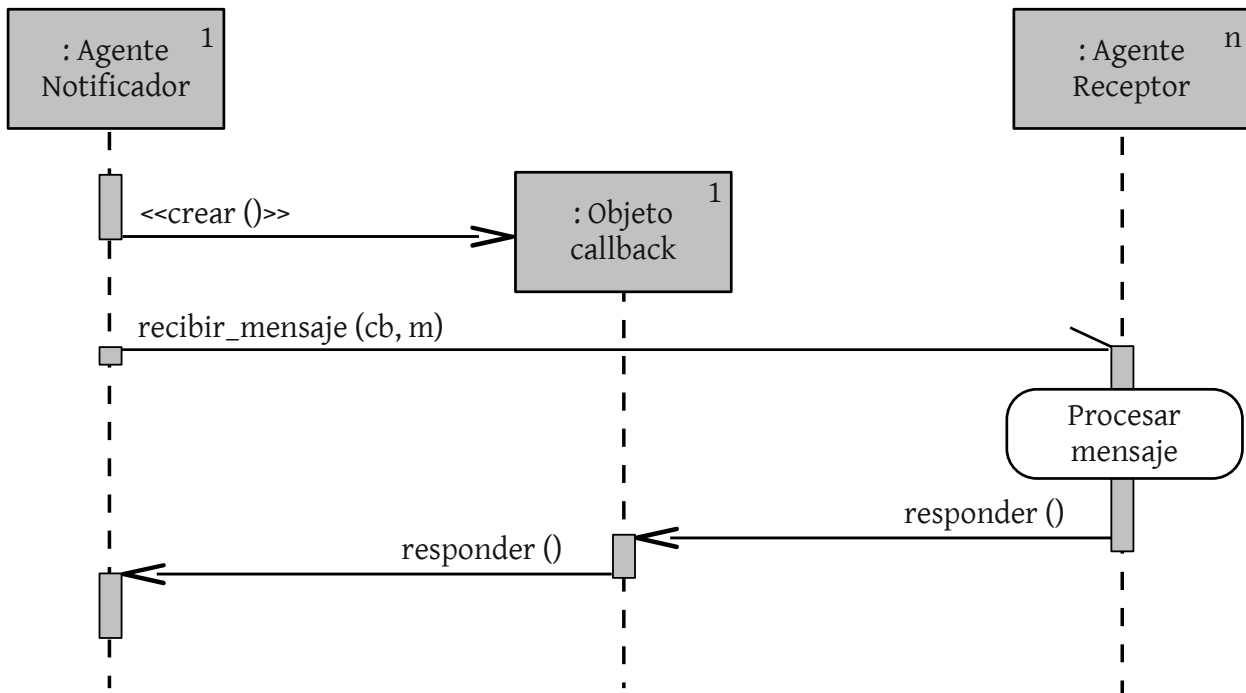 : Agente 1
Notificador
: Agente n
Receptor
<<crear ()>>
: Objeto 1
callback
recibir_mensaje (cb, m)
Procesar
mensaje
responder ()
responder ()